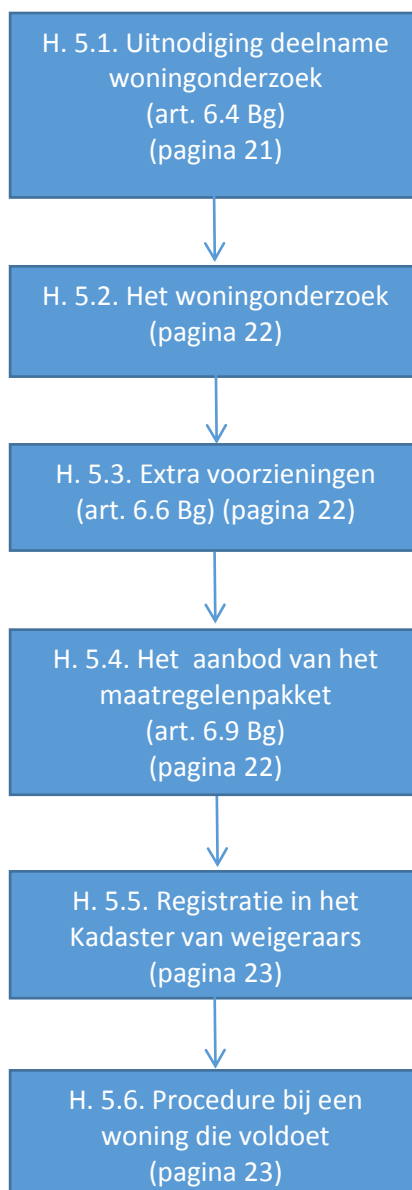 H. 5.1. Uitnodiging deelname
woningonderzoek
(art. 6.4 Bg)
(pagina 21)
H. 5.2. Het woningonderzoek
(pagina 22)
H. 5.3. Extra voorzieningen
(art. 6.6 Bg) (pagina 22)
H. 5.4. Het  aanbod van het
maatregelenpakket
(art. 6.9 Bg)
(pagina 22)
H. 5.5. Registratie in het
Kadaster van weigeraars
(pagina 23)
H. 5.6. Procedure bij een
woning die voldoet
(pagina 23)